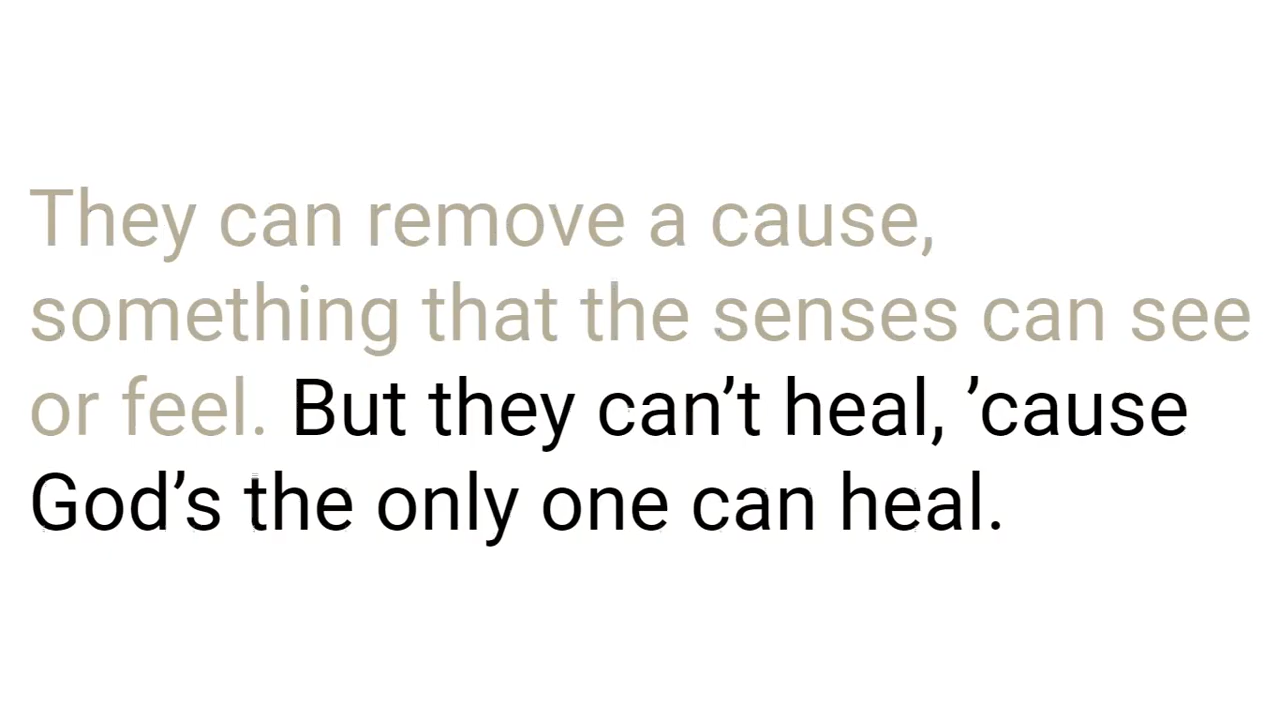 They can remove a cause,
something that the senses can see
or feel. But they can’t heal, ’cause
God’s the only one can heal.